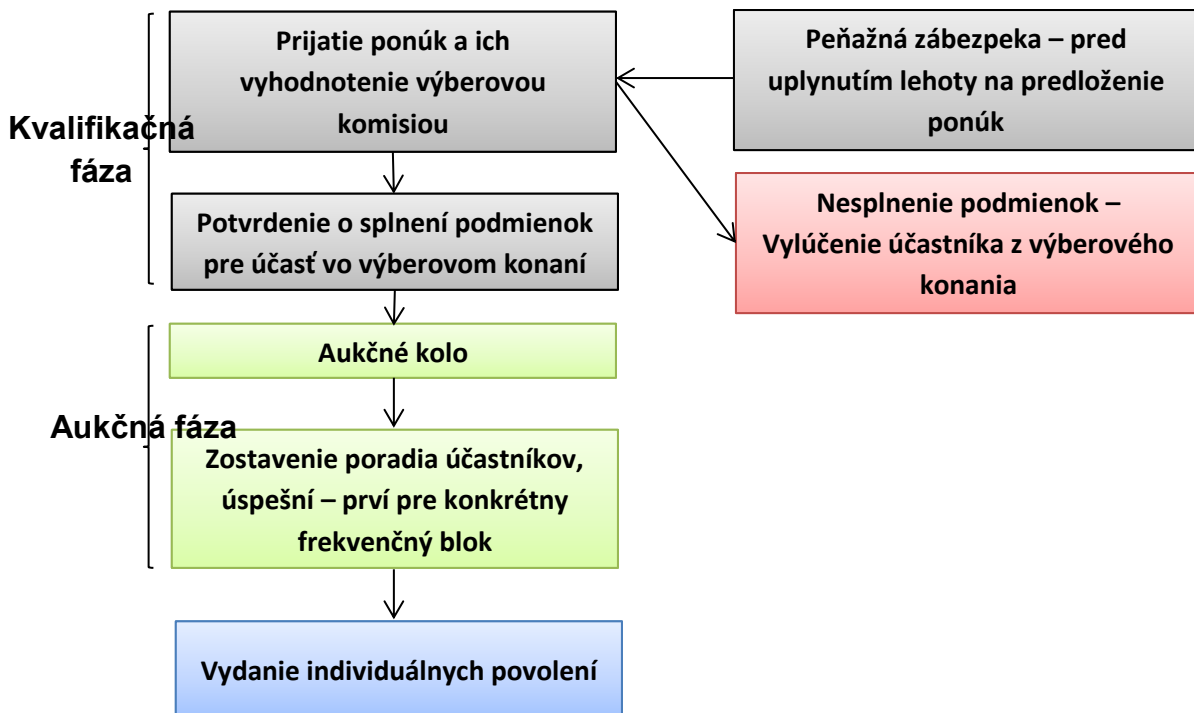 Prijatie ponúk a ich
vyhodnotenie výberovou
komisiou
Peňažná zábezpeka – pred
uplynutím lehoty na predloženie
ponúk
Kvalifikačná
fáza
Nesplnenie podmienok –
Vylúčenie účastníka z výberového
konania
Potvrdenie o splnení podmienok
pre účasť vo výberovom konaní
Aukčné kolo
Aukčná fáza
Zostavenie poradia účastníkov,
úspešní – prví pre konkrétny
frekvenčný blok
Vydanie individuálnych povolení